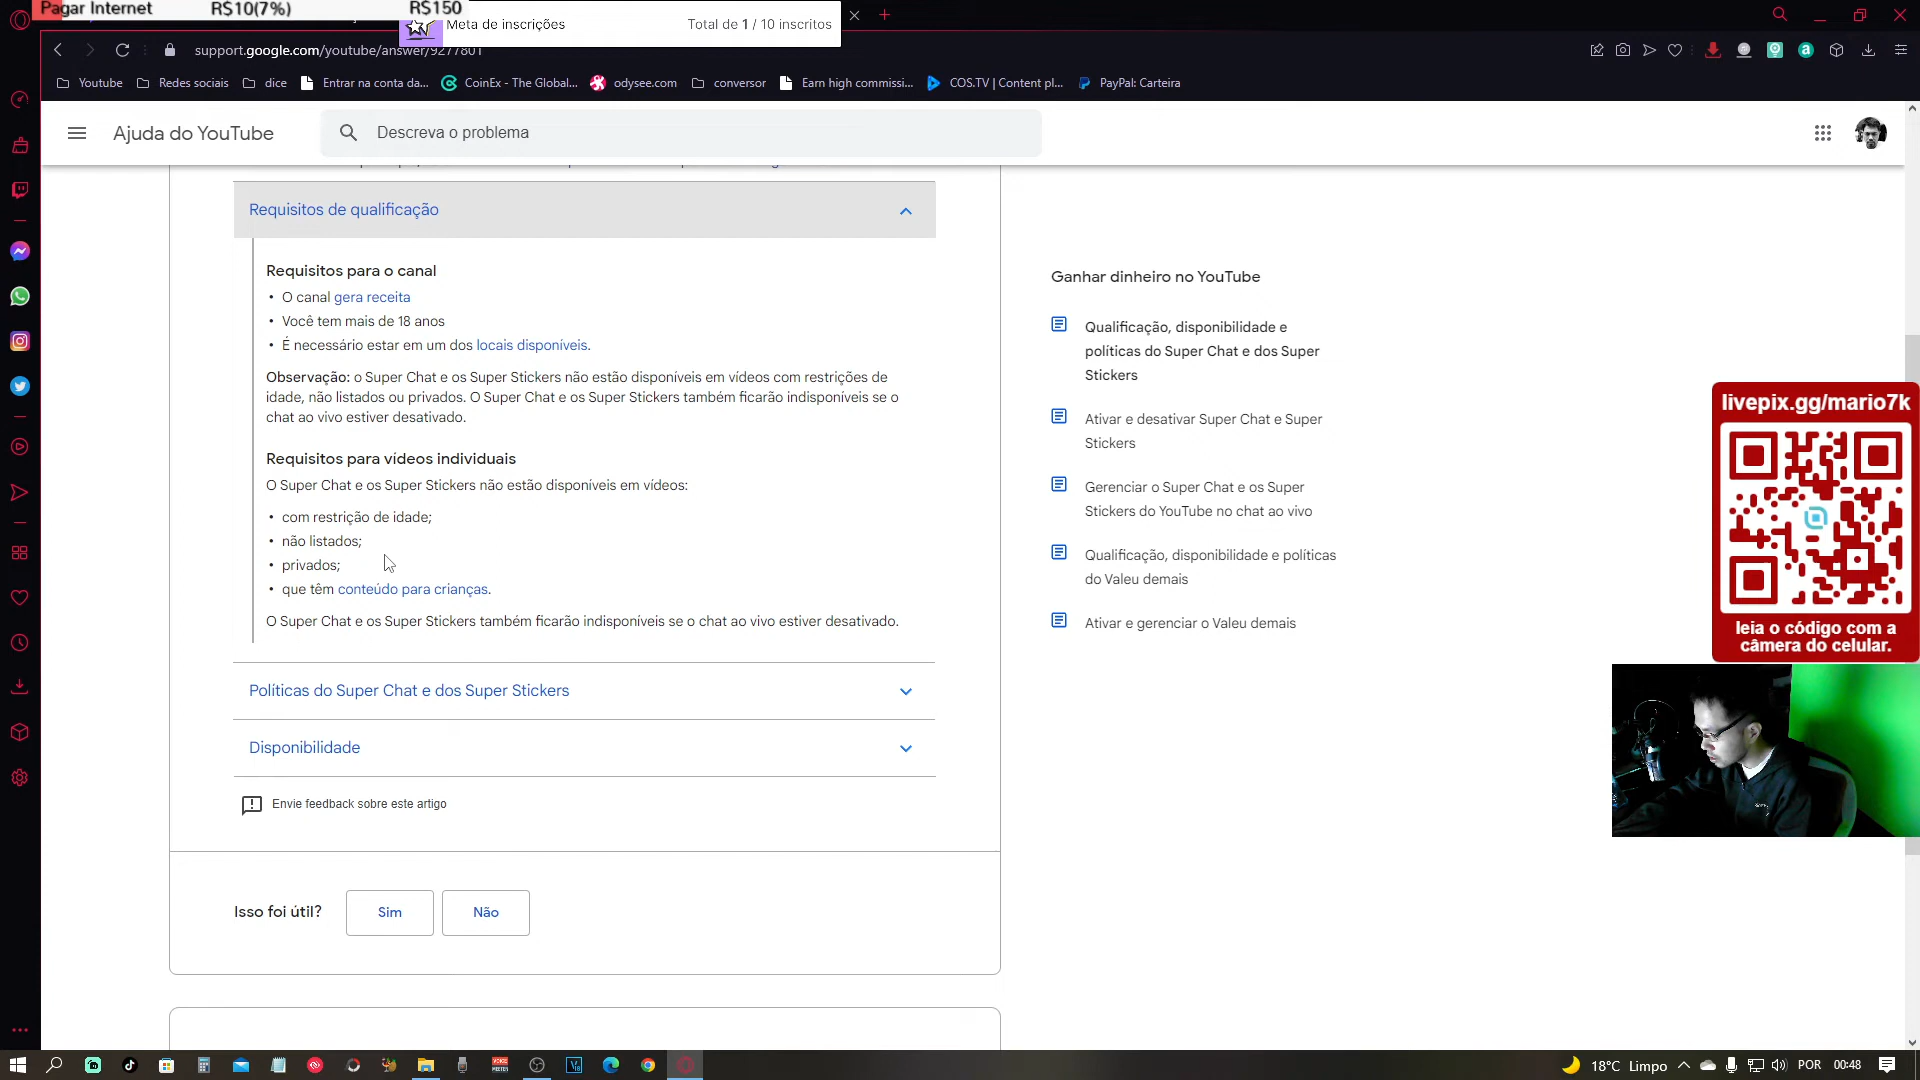 Pagar Internet R$10(7%) R$150
Meta de inscrições Total de 1 / 10 inscritos
support.google.com/youtube/answer/9277801
Youtube Redes sociais dice Entrar na conta da... CoinEx - The Global... odysee.com conversor Earn high commissi... COS.TV | Content pl... PayPal: Carteira
Ajuda do YouTube Descreva o problema
Requisitos de qualificação
Requisitos para o canal
• O canal gera receita
• Você tem mais de 18 anos
• É necessário estar em um dos locais disponíveis.
Observação: o Super Chat e os Super Stickers não estão disponíveis em vídeos com restrições de
idade, não listados ou privados. O Super Chat e os Super Stickers também ficarão indisponíveis se o
chat ao vivo estiver desativado.
Requisitos para vídeos individuais
O Super Chat e os Super Stickers não estão disponíveis em vídeos:
• com restrição de idade;
• não listados;
• privados;
• que têm conteúdo para crianças.
O Super Chat e os Super Stickers também ficarão indisponíveis se o chat ao vivo estiver desativado.
Políticas do Super Chat e dos Super Stickers
Disponibilidade
Envie feedback sobre este artigo
Isso foi útil? Sim Não
Ganhar dinheiro no YouTube
Qualificação, disponibilidade e
políticas do Super Chat e dos Super
Stickers
Ativar e desativar Super Chat e Super
Stickers
Gerenciar o Super Chat e os Super
Stickers do YouTube no chat ao vivo
Qualificação, disponibilidade e políticas
do Valeu demais
Ativar e gerenciar o Valeu demais
livepix.gg/mario7k
leia o código com a
câmera do celular.
18°C Limpo POR 00:48